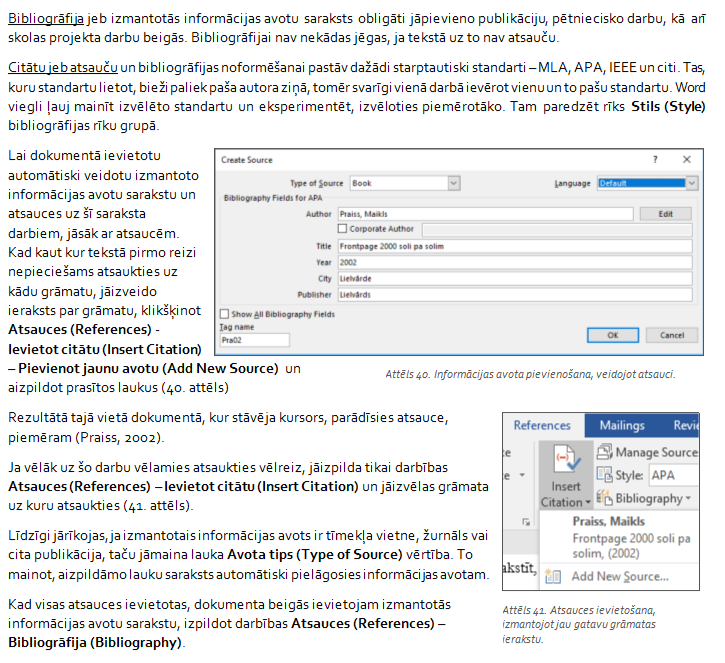 Bibliogrāfija jeb izmantotās informācijas avotu saraksts obligāti jāpievieno publikāciju, pētniecisko darbu, kā arī
skolas projekta darbu beigās. Bibliogrāfijai nav nekādas jēgas, ja tekstā uz to nav atsauču.
Citātu jeb atsauču un bibliogrāfijas noformēšanai pastāv dažādi starptautiski standarti – MLA, APA, IEEE un citi. Tas,
kuru standartu lietot, bieži paliek paša autora ziņā, tomēr svarīgi vienā darbā ievērot vienu un to pašu standartu. Word
viegli ļauj mainīt izvēlēto standartu un eksperimentēt, izvēloties piemērotāko. Tam paredzēt rīks Stils (Style)
bibliogrāfijas rīku grupā.
Lai dokumentā ievietotu
automātiski veidotu izmantoto
informācijas avotu sarakstu un
atsauces uz šī saraksta
darbiem, jāsāk ar atsaucēm.
Kad kaut kur tekstā pirmo reizi
nepieciešams atsaukties uz
kādu grāmatu, jāizveido
ieraksts par grāmatu, klikšķinot
Atsauces (References) -
Ievietot citātu (Insert Citation)
– Pievienot jaunu avotu (Add New Source) un
aizpildot prasītos laukus (40. attēls)
Create Source
? ×
Type of Source Book Language Default
Bibliography Fields for APA
Author Praiss, Maikls Edit
Corporate Author
Title Frontpage 2000 soli pa solim
Year 2002
City Lielvārde
Publisher Lielvārds
Show All Bibliography Fields
Tag name
Pra02
OK Cancel
Attēls 40. Informācijas avota pievienošana, veidojot atsauci.
Rezultātā tajā vietā dokumentā, kur stāvēja kursors, parādīsies atsauce,
piemēram (Praiss, 2002).
Ja vēlāk uz šo darbu vēlamies atsaukties vēlreiz, jāizpilda tikai darbības
Atsauces (References) – Ievietot citātu (Insert Citation) un jāizvēlas grāmata
uz kuru atsaukties (41. attēls).
Līdzīgi jārīkojas, ja izmantotais informācijas avots ir tīmekļa vietne, žurnāls vai
cita publikācija, taču jāmaina lauka Avota tips (Type of Source) vērtība. To
mainot, aizpildāmo lauku saraksts automātiski pielāgosies informācijas avotam.
Kad visas atsauces ievietotas, dokumenta beigās ievietojam izmantotās
informācijas avotu sarakstu, izpildot darbības Atsauces (References) –
Bibliogrāfija (Bibliography).
References Mailings Revie
te Manage Source
Insert
Citation
Style: APA
Bibliography
Praiss, Maikls
Frontpage 2000 soli pa
solim, (2002)
akstīt,
Add New Source...
Attēls 41. Atsauces ievietošana,
izmantojot jau gatavu grāmatas
ierakstu.